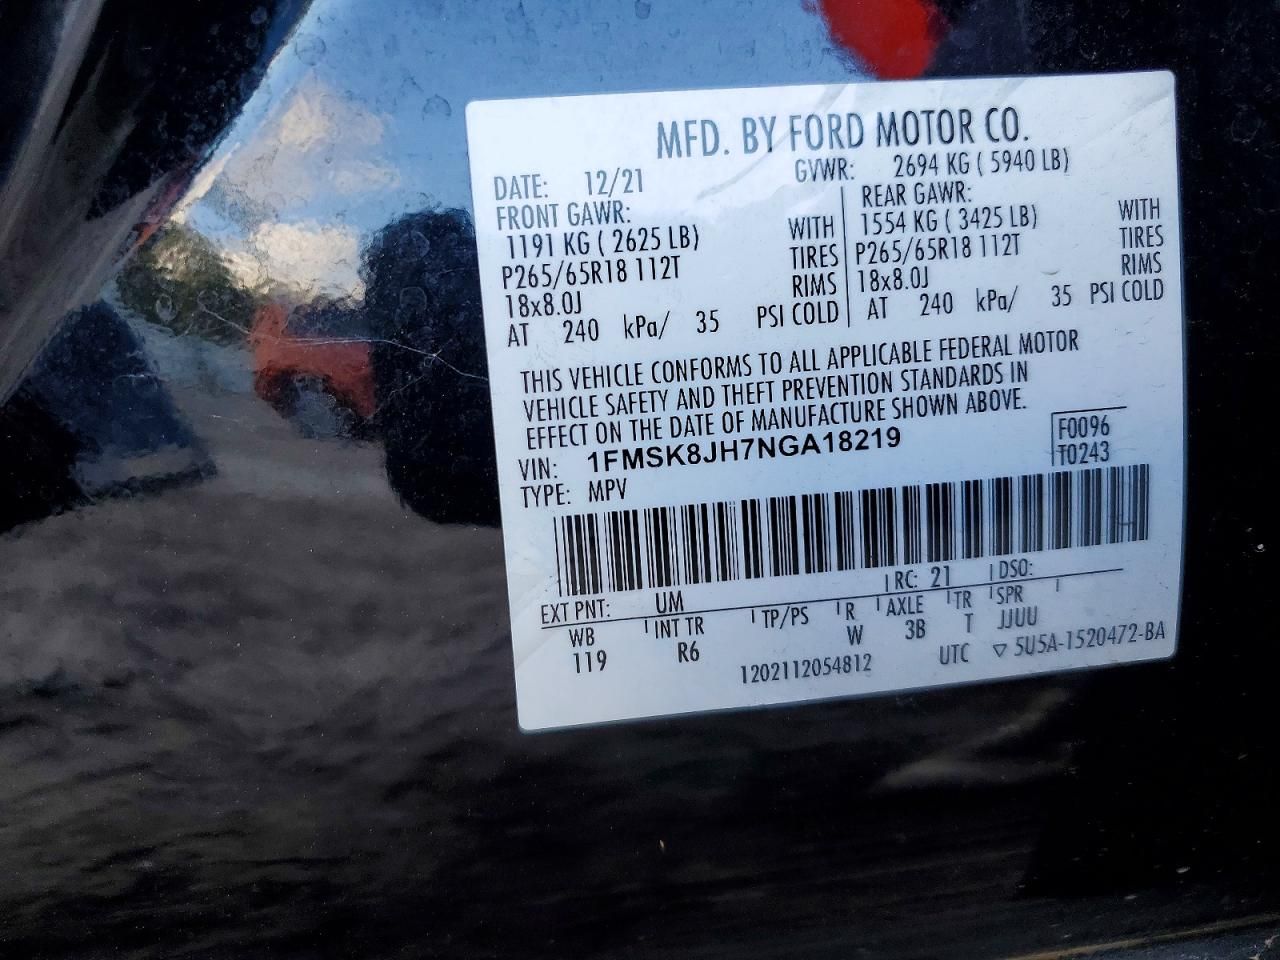 MFD. BY FORD MOTOR CO.
DATE: 12/21 GVWR: 2694 KG ( 5940 LB)
FRONT GAWR: REAR GAWR:
1191 KG ( 2625 LB) WITH 1554 KG ( 3425 LB) WITH
P265/65R18 112T TIRES P265/65R18 112T TIRES
18x8.0J RIMS 18x8.0J RIMS
AT 240 kPa/ 35 PSI COLD AT 240 kPa/ 35 PSI COLD
THIS VEHICLE CONFORMS TO ALL APPLICABLE FEDERAL MOTOR
VEHICLE SAFETY AND THEFT PREVENTION STANDARDS IN
EFFECT ON THE DATE OF MANUFACTURE SHOWN ABOVE.
VIN: 1FMSK8JH7NGA18219 F0096
TYPE: MPV T0243
EXT PNT: UM RC: 21 DSO:
WB INT TR TP/PS R AXLE TR SPR
119 R6 W 3B T JJUU
1202112054812 UTC ▽ 5U5A-1520472-BA